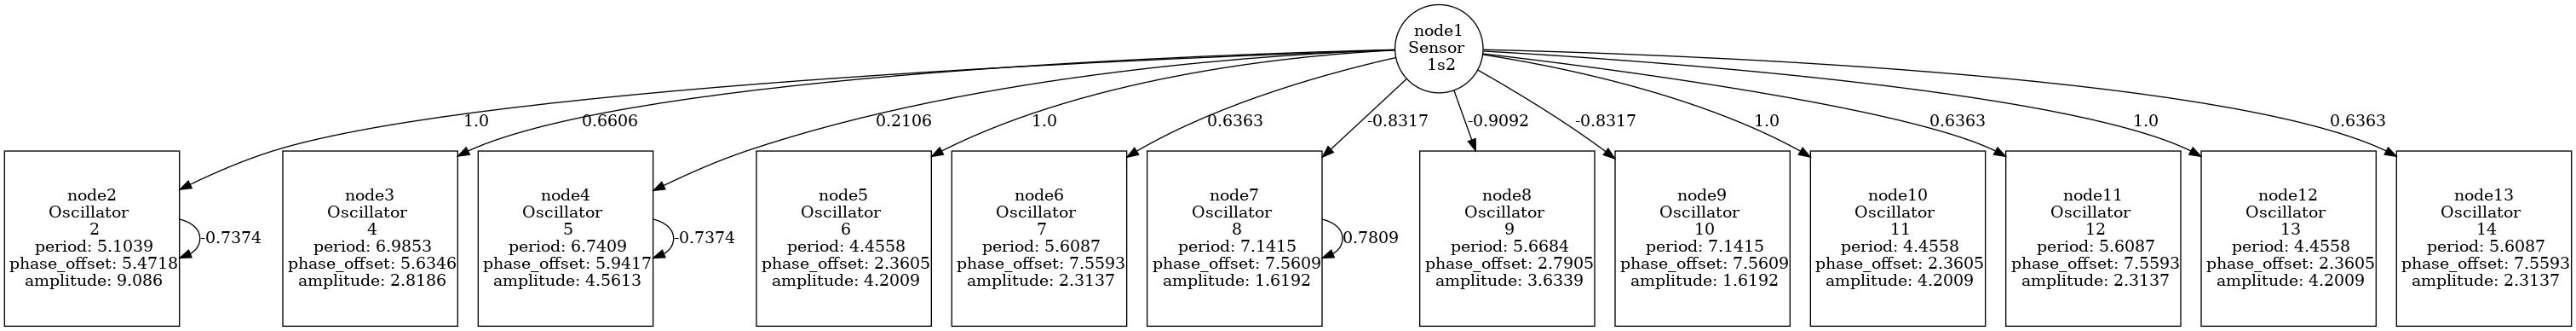 node1
Sensor
1s2
1.0
0.6606
0.2106
1.0
0.6363
-0.8317
-0.9092
-0.8317
1.0
0.6363
1.0
0.6363
node2
Oscillator
2
period: 5.1039
phase_offset: 5.4718
amplitude: 9.086
-0.7374
node3
Oscillator
4
period: 6.9853
phase_offset: 5.6346
amplitude: 2.8186
node4
Oscillator
5
period: 6.7409
phase_offset: 5.9417
amplitude: 4.5613
-0.7374
node5
Oscillator
6
period: 4.4558
phase_offset: 2.3605
amplitude: 4.2009
node6
Oscillator
7
period: 5.6087
phase_offset: 7.5593
amplitude: 2.3137
node7
Oscillator
8
period: 7.1415
phase_offset: 7.5609
amplitude: 1.6192
0.7809
node8
Oscillator
9
period: 5.6684
phase_offset: 2.7905
amplitude: 3.6339
node9
Oscillator
10
period: 7.1415
phase_offset: 7.5609
amplitude: 1.6192
node10
Oscillator
11
period: 4.4558
phase_offset: 2.3605
amplitude: 4.2009
node11
Oscillator
12
period: 5.6087
phase_offset: 7.5593
amplitude: 2.3137
node12
Oscillator
13
period: 4.4558
phase_offset: 2.3605
amplitude: 4.2009
node13
Oscillator
14
period: 5.6087
phase_offset: 7.5593
amplitude: 2.3137